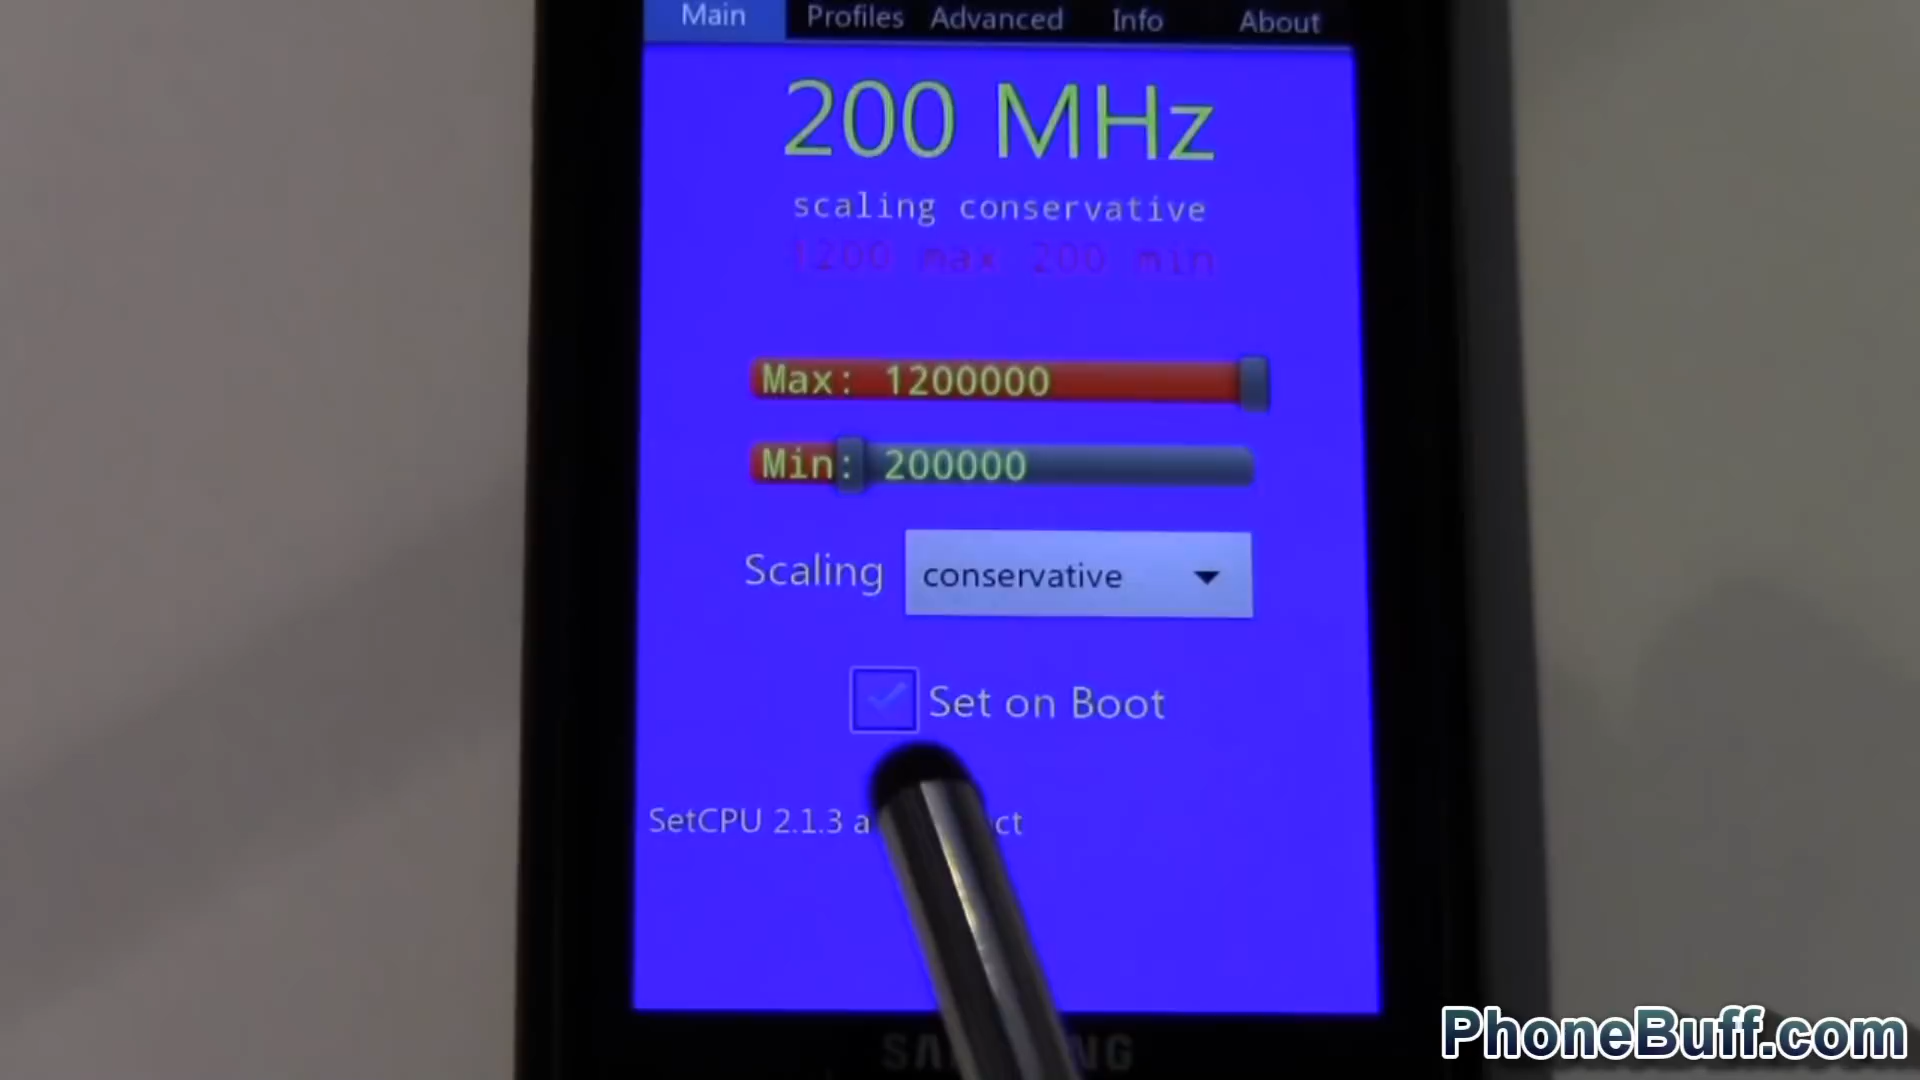 Main Profiles Advanced Info About
200 MHz
scaling conservative
1200 max 200 min
Max: 1200000
Min: 200000
Scaling conservative
Set on Boot
SetCPU 2.1.3 a ct
SAMSUNG
PhoneBuff.com